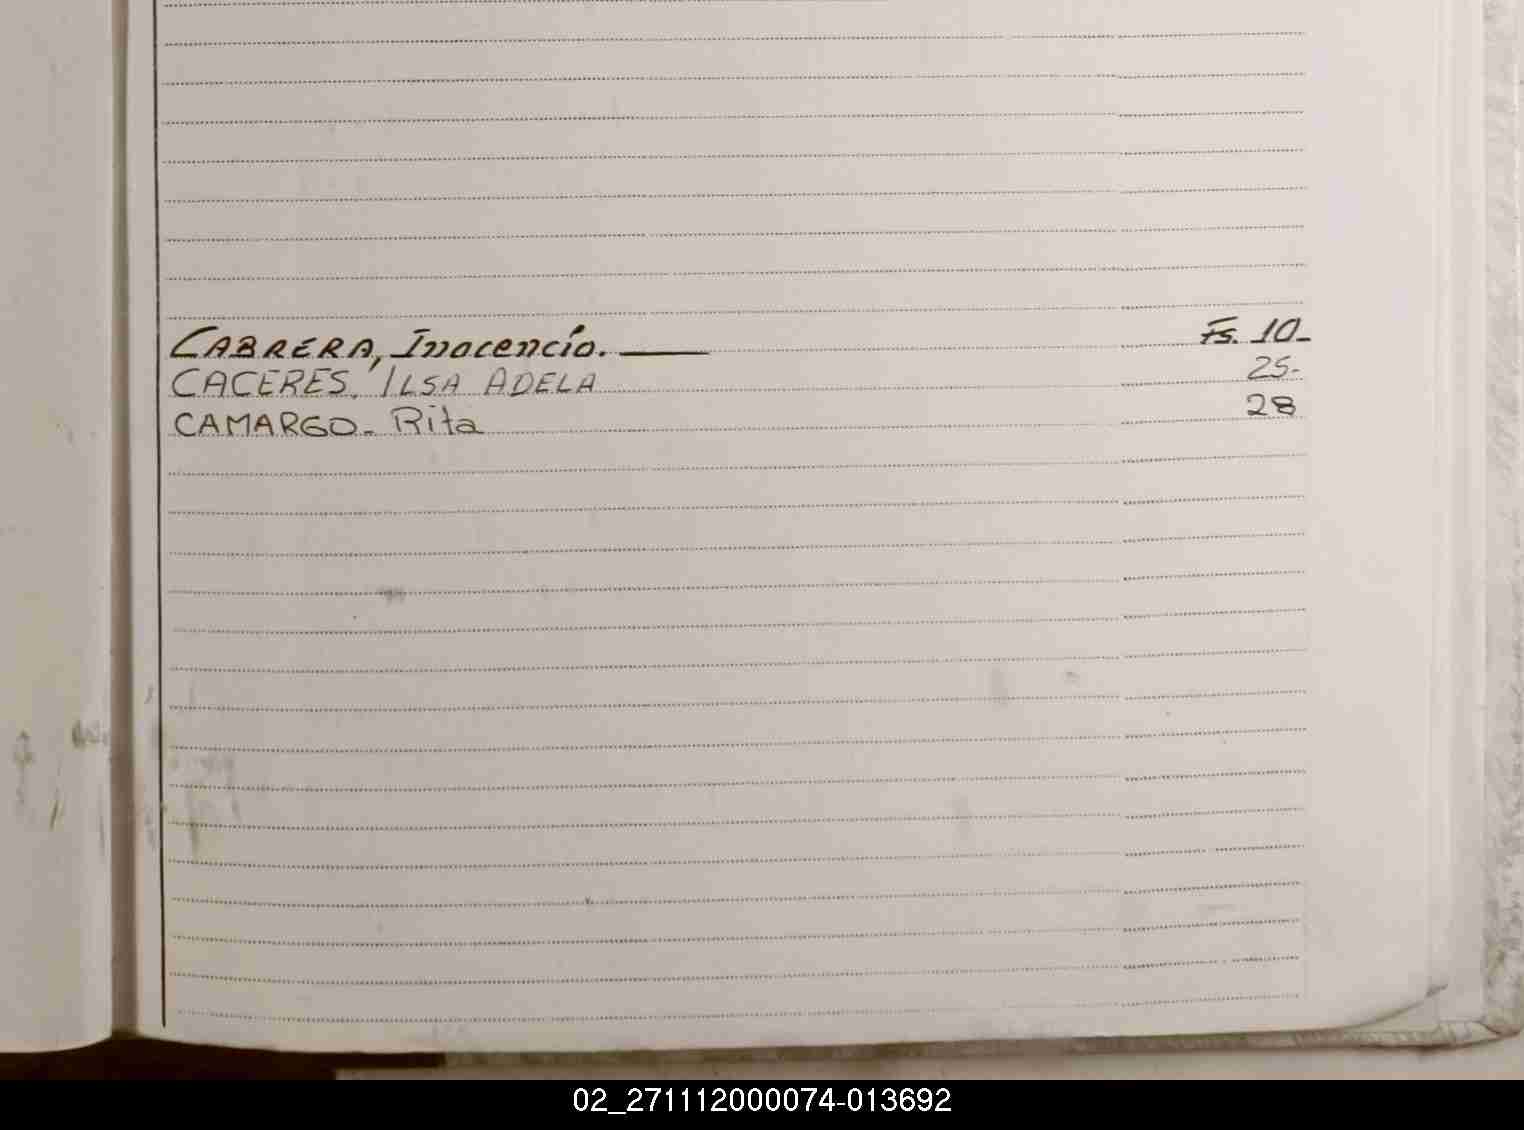 CABRERA, Inocencio. —— Fs. 10-
CACERES, ILSA ADELA 25-
CAMARGO- Rita 28
02_271112000074-013692